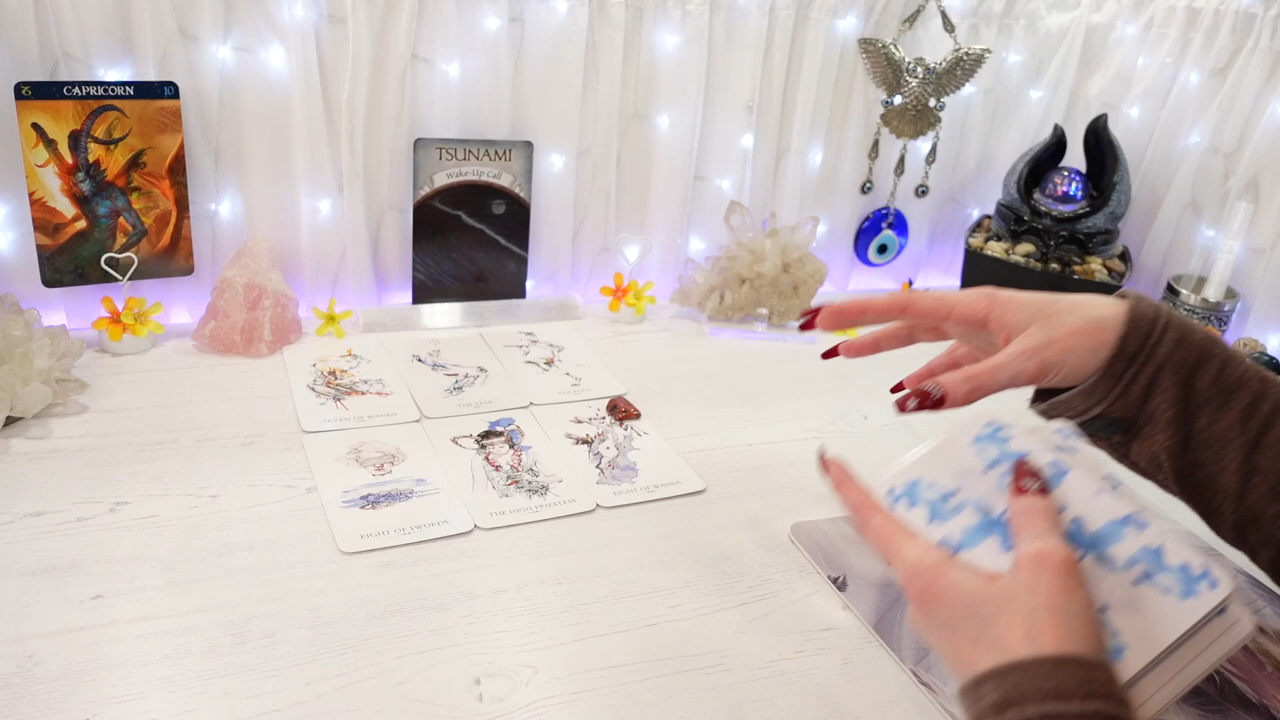 CAPRICORN 10
TSUNAMI
Wake-Up Call
SEVEN OF WANDS
THE STAR
EIGHT OF SWORDS
THE HIGH PRIESTESS
EIGHT OF WANDS